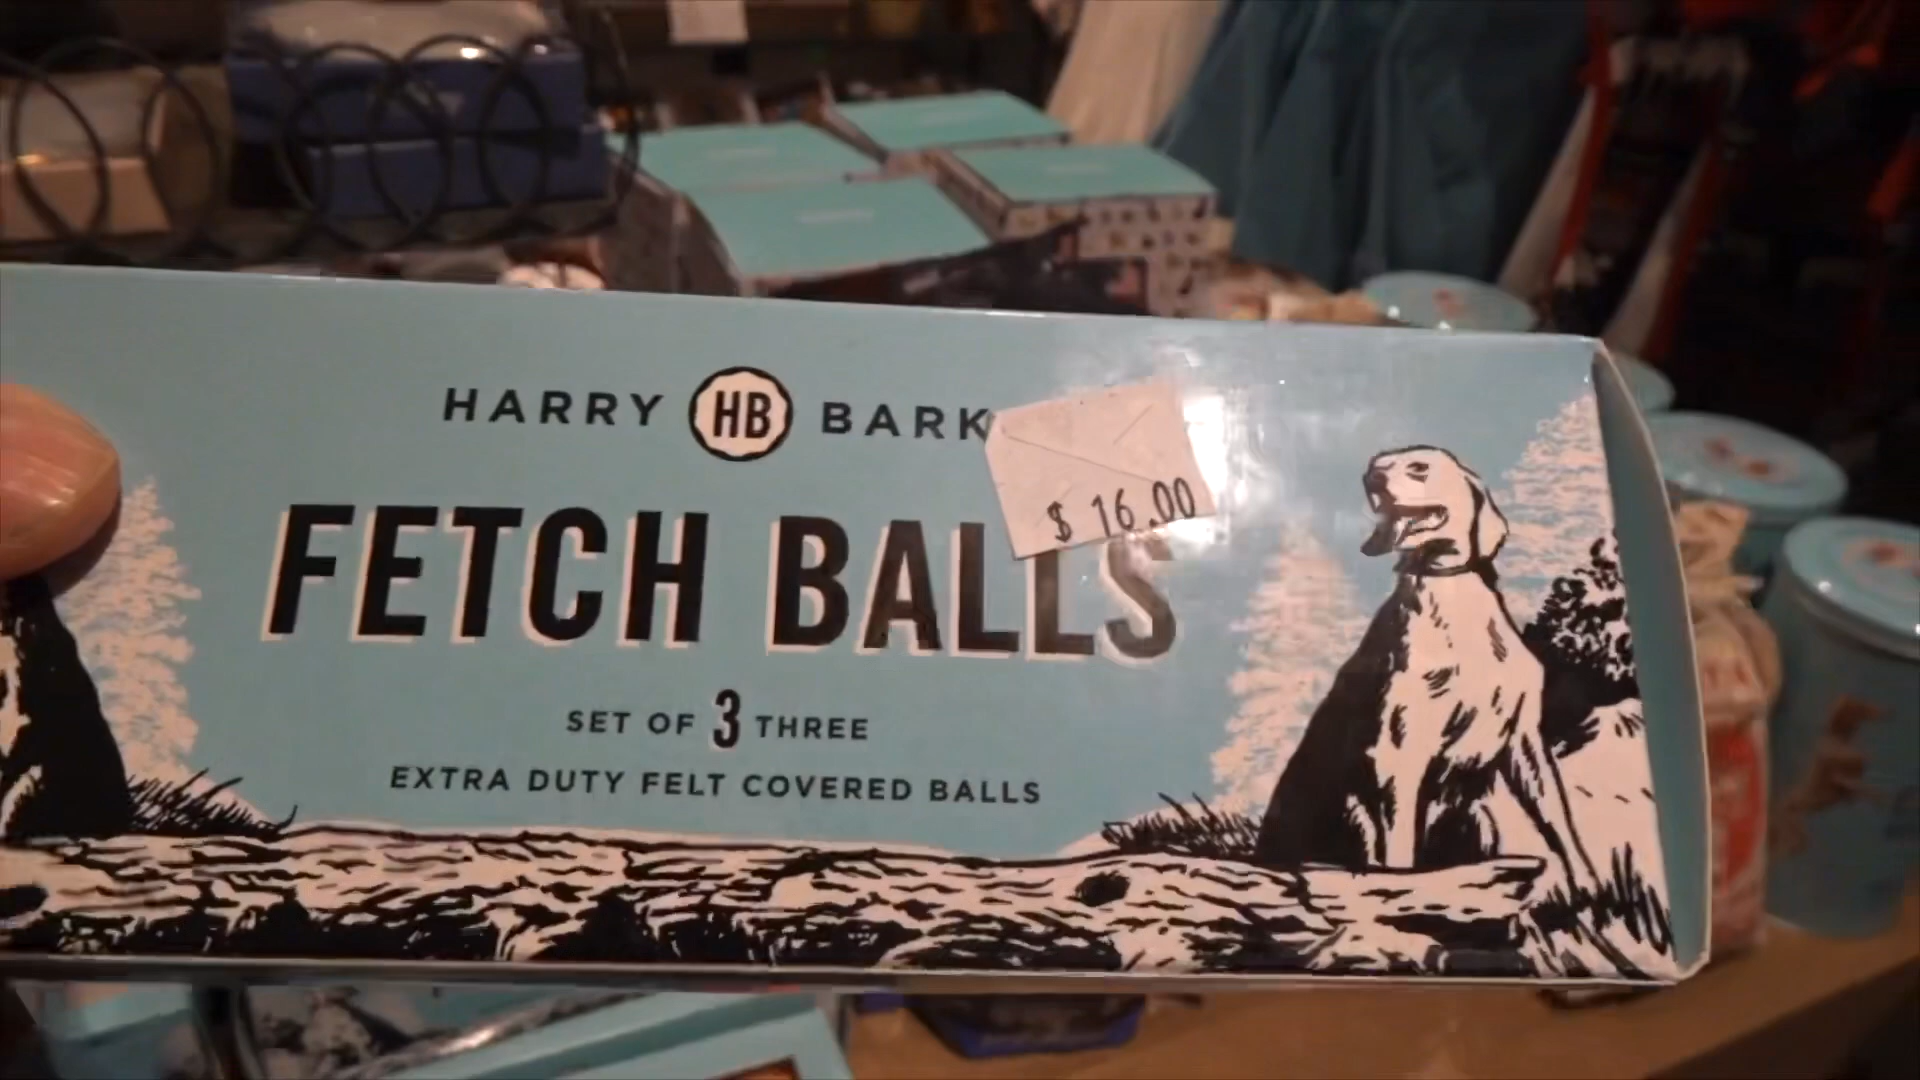 HARRY HB BARK
$ 16.00
FETCH BALLS
SET OF 3 THREE
EXTRA DUTY FELT COVERED BALLS